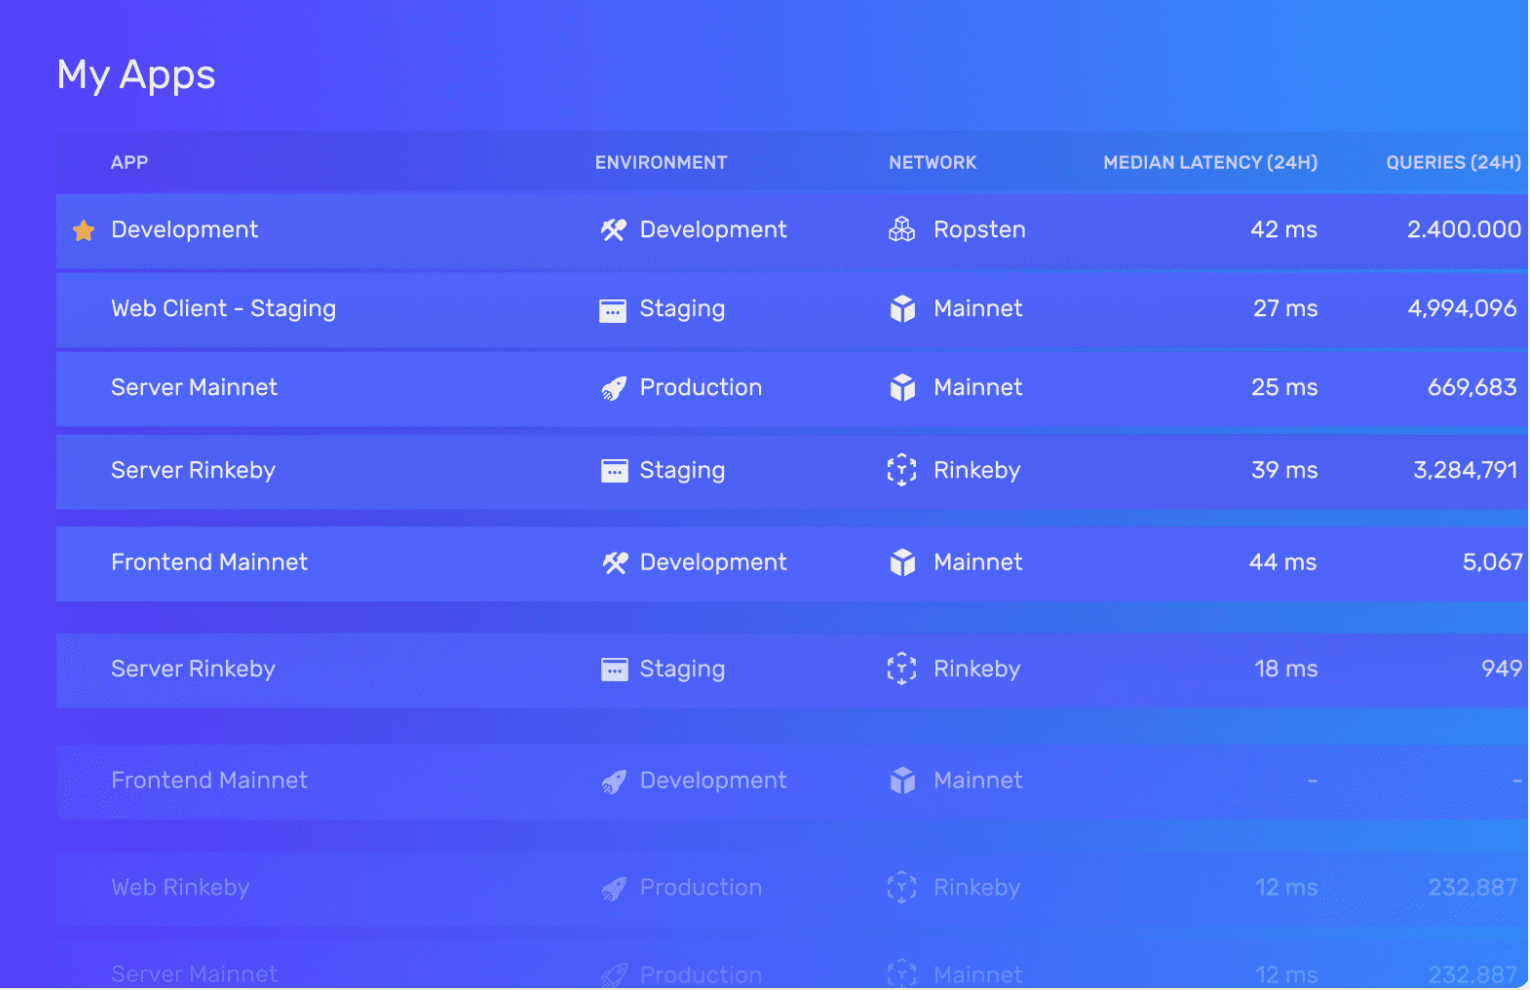 My Apps
APP ENVIRONMENT NETWORK MEDIAN LATENCY (24H) QUERIES (24H)
Development Development Ropsten 42 ms 2.400.000
Web Client - Staging Staging Mainnet 27 ms 4,994,096
Server Mainnet Production Mainnet 25 ms 669,683
Server Rinkeby Staging Rinkeby 39 ms 3,284,791
Frontend Mainnet Development Mainnet 44 ms 5,067
Server Rinkeby Staging Rinkeby 18 ms 949
Frontend Mainnet Development Mainnet - -
Web Rinkeby Production Rinkeby 12 ms 232,887
Server Mainnet Production Mainnet 12 ms 232,887